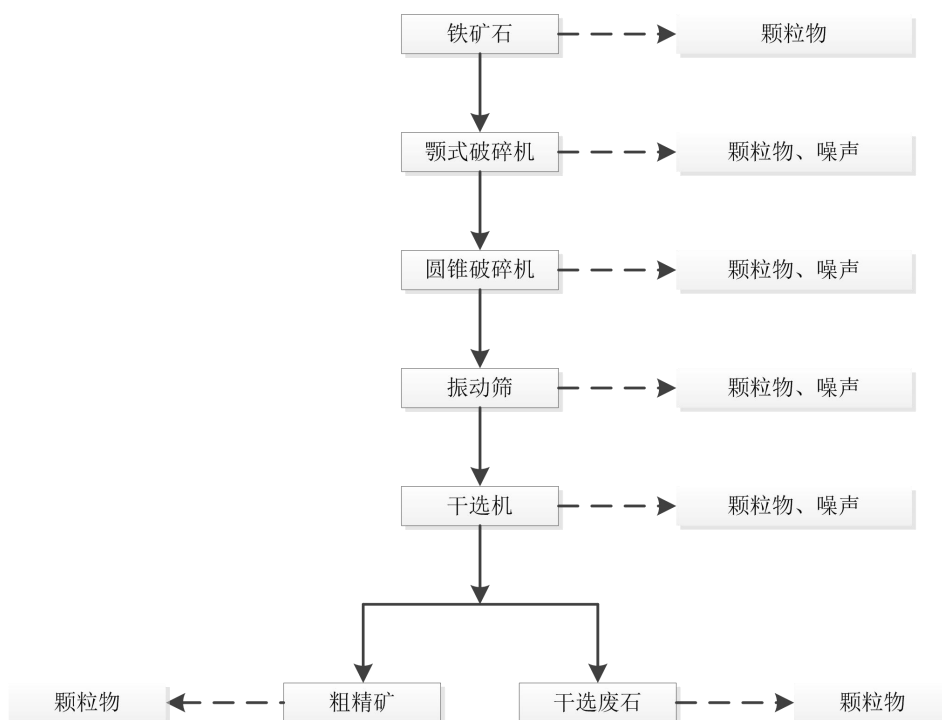 铁矿石 颗粒物
颚式破碎机 颗粒物、噪声
圆锥破碎机 颗粒物、噪声
振动筛 颗粒物、噪声
干选机 颗粒物、噪声
颗粒物 粗精矿 干选废石 颗粒物